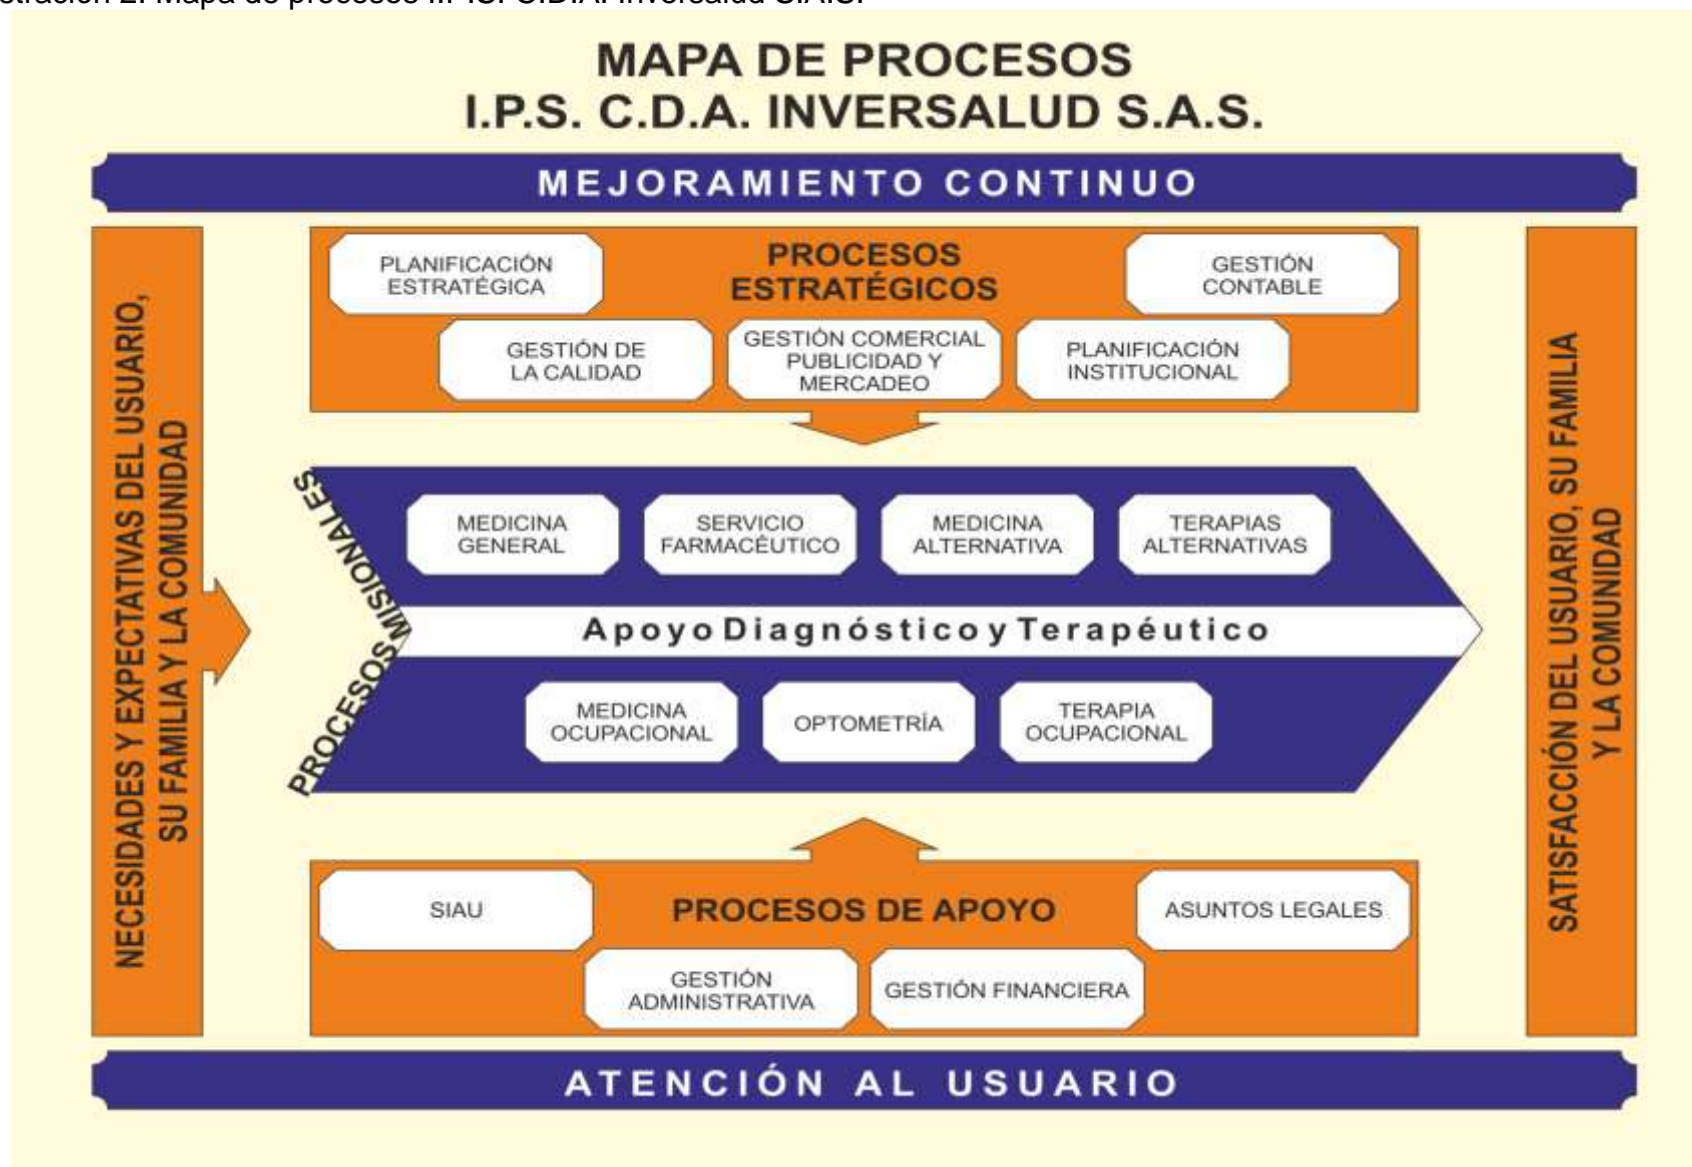 Mapa de procesos
MAPA DE PROCESOS
I.P.S. C.D.A. INVERSALUD S.A.S.
MEJORAMIENTO CONTINUO
NECESIDADES Y EXPECTATIVAS DEL USUARIO,
SU FAMILIA Y LA COMUNIDAD
PROCESOS
ESTRATÉGICOS
PLANIFICACIÓN
ESTRATÉGICA
GESTIÓN
CONTABLE
GESTIÓN DE
LA CALIDAD
GESTIÓN COMERCIAL
PUBLICIDAD Y
MERCADEO
PLANIFICACIÓN
INSTITUCIONAL
PROCESOS MISIONALES
MEDICINA
GENERAL
SERVICIO
FARMACÉUTICO
MEDICINA
ALTERNATIVA
TERAPIAS
ALTERNATIVAS
Apoyo Diagnóstico y Terapéutico
MEDICINA
OCUPACIONAL
OPTOMETRÍA
TERAPIA
OCUPACIONAL
SIAU
PROCESOS DE APOYO
ASUNTOS LEGALES
GESTIÓN
ADMINISTRATIVA
GESTIÓN FINANCIERA
SATISFACCIÓN DEL USUARIO, SU FAMILIA
Y LA COMUNIDAD
ATENCIÓN AL USUARIO